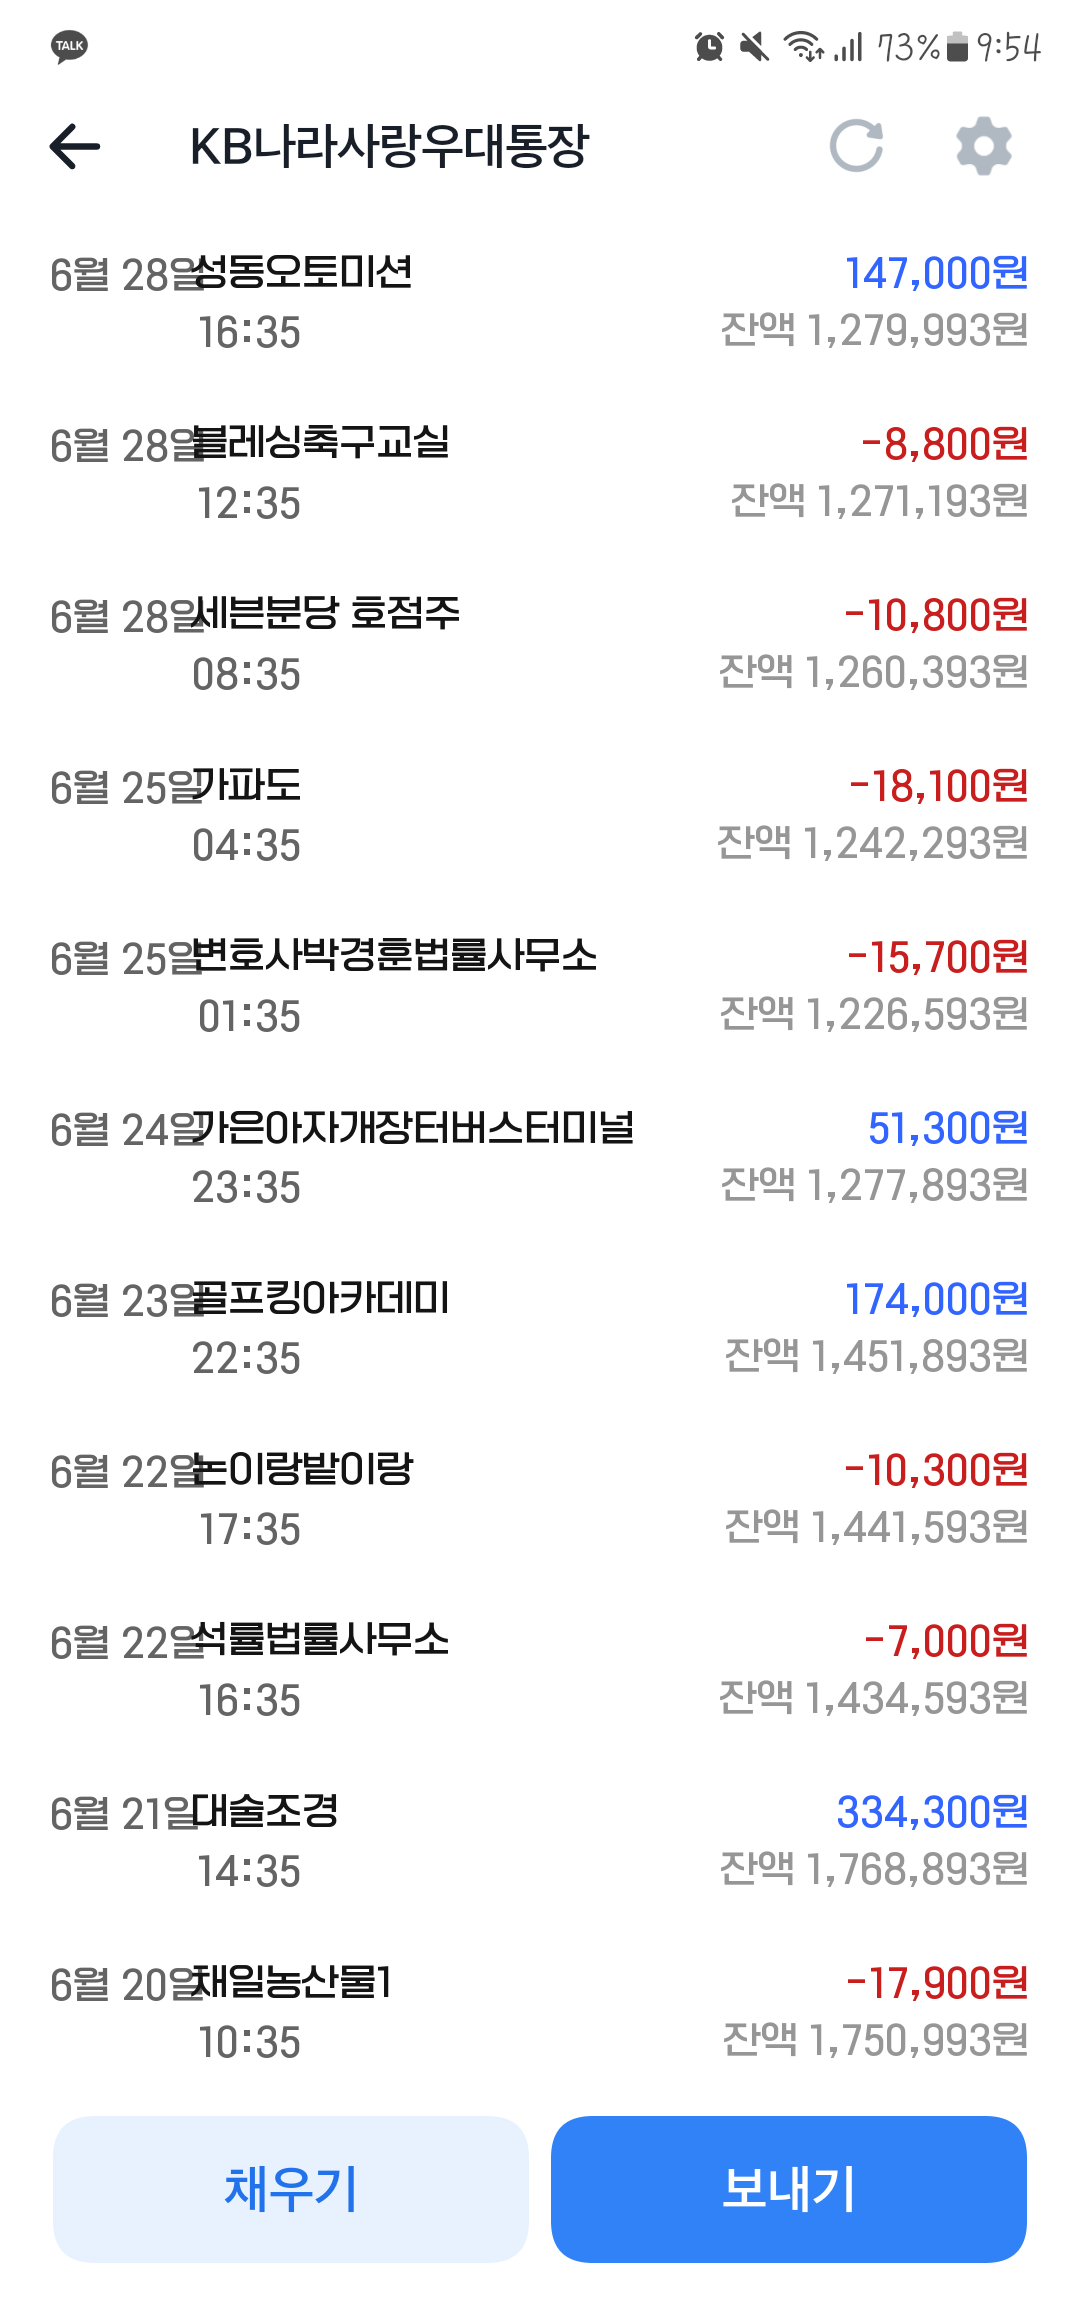 TALK 73% 9:54
KB나라사랑우대통장
6월 28일 성동오토미션 147,000원
16:35 잔액 1,279,993원
6월 28일 블레싱축구교실 -8,800원
12:35 잔액 1,271,193원
6월 28일 세븐분당 호점주 -10,800원
08:35 잔액 1,260,393원
6월 25일 가파도 -18,100원
04:35 잔액 1,242,293원
6월 25일 변호사박경훈법률사무소 -15,700원
01:35 잔액 1,226,593원
6월 24일 가은아자개장터버스터미널 51,300원
23:35 잔액 1,277,893원
6월 23일 골프킹아카데미 174,000원
22:35 잔액 1,451,893원
6월 22일 논이랑밭이랑 -10,300원
17:35 잔액 1,441,593원
6월 22일 석률법률사무소 -7,000원
16:35 잔액 1,434,593원
6월 21일 대술조경 334,300원
14:35 잔액 1,768,893원
6월 20일 채일농산물1 -17,900원
10:35 잔액 1,750,993원
채우기 보내기